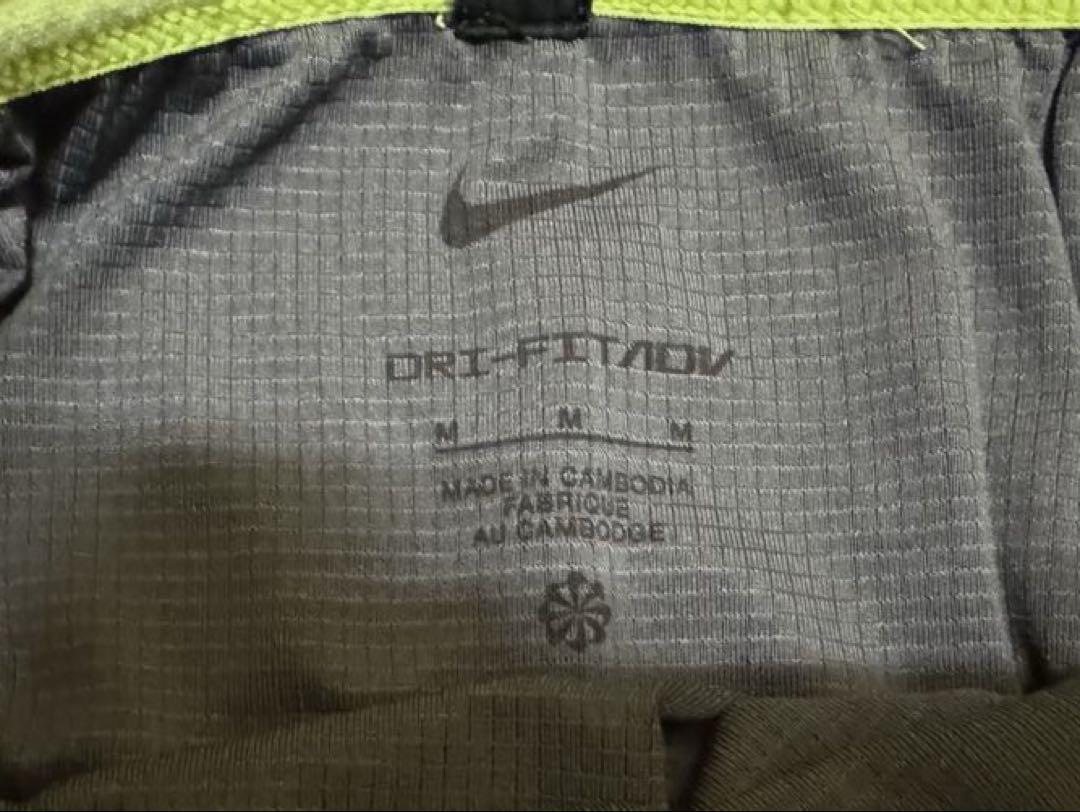 DRI-FIT ADV
M M M
MADE IN CAMBODIA
FABRIQUE
AU CAMBODGE